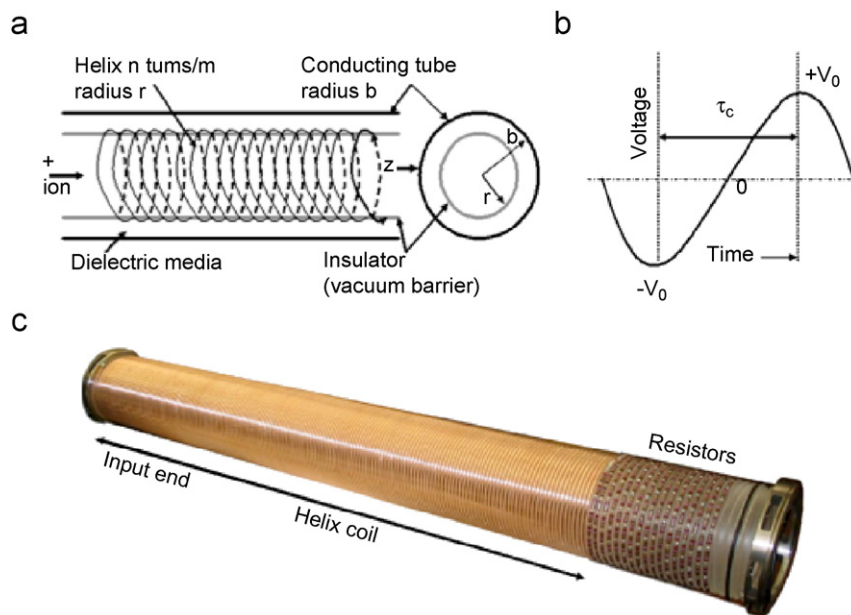 a
Helix n tums/m
radius r
Conducting tube
radius b
+
ion
z
b
r
Dielectric media
Insulator
(vacuum barrier)
b
Voltage
+V₀
τc
0
Time
-V₀
c
Input end
Helix coil
Resistors